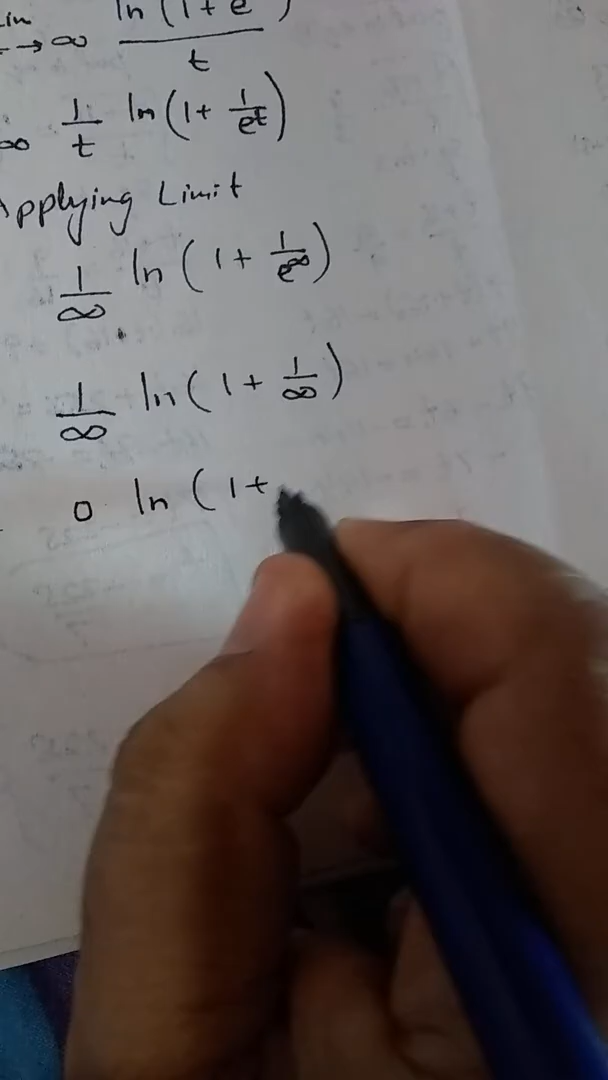 ln (1 + e )
→ ∞ t
∞ 1/t ln (1 + 1/e^t)
Applying Limit
1/∞ ln (1 + 1/e^∞)
1/∞ ln (1 + 1/∞)
0 ln (1 +